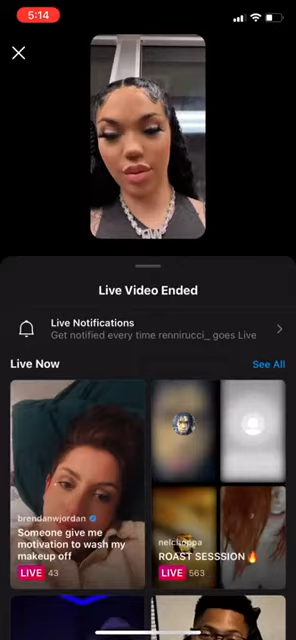 5:14
Live Video Ended
Live Notifications
Get notified every time rennirucci_ goes Live
Live Now
See All
brendanwjordan
Someone give me
motivation to wash my
makeup off
LIVE 43
nelchoppa
ROAST SESSSION🔥
LIVE 563